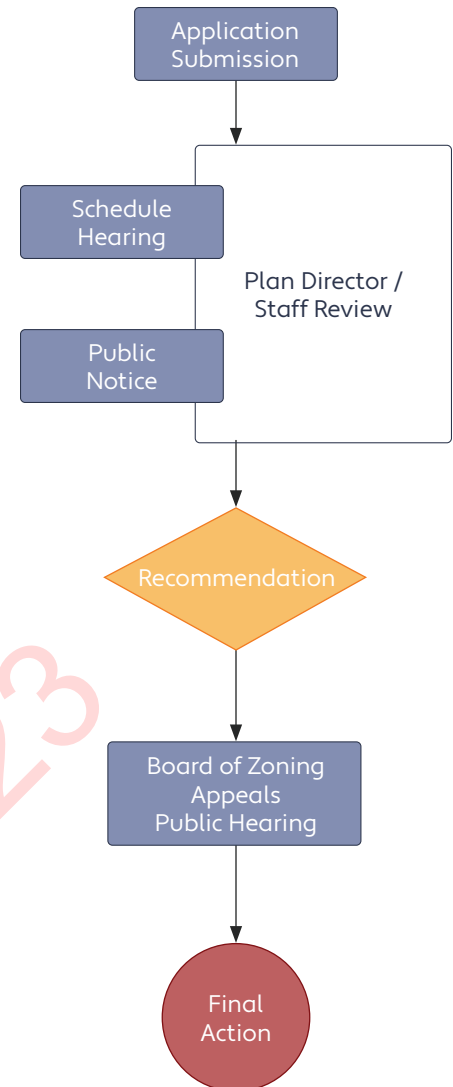 Application
Submission
Schedule
Hearing
Plan Director /
Staff Review
Public
Notice
Recommendation
23
Board of Zoning
Appeals
Public Hearing
Final
Action